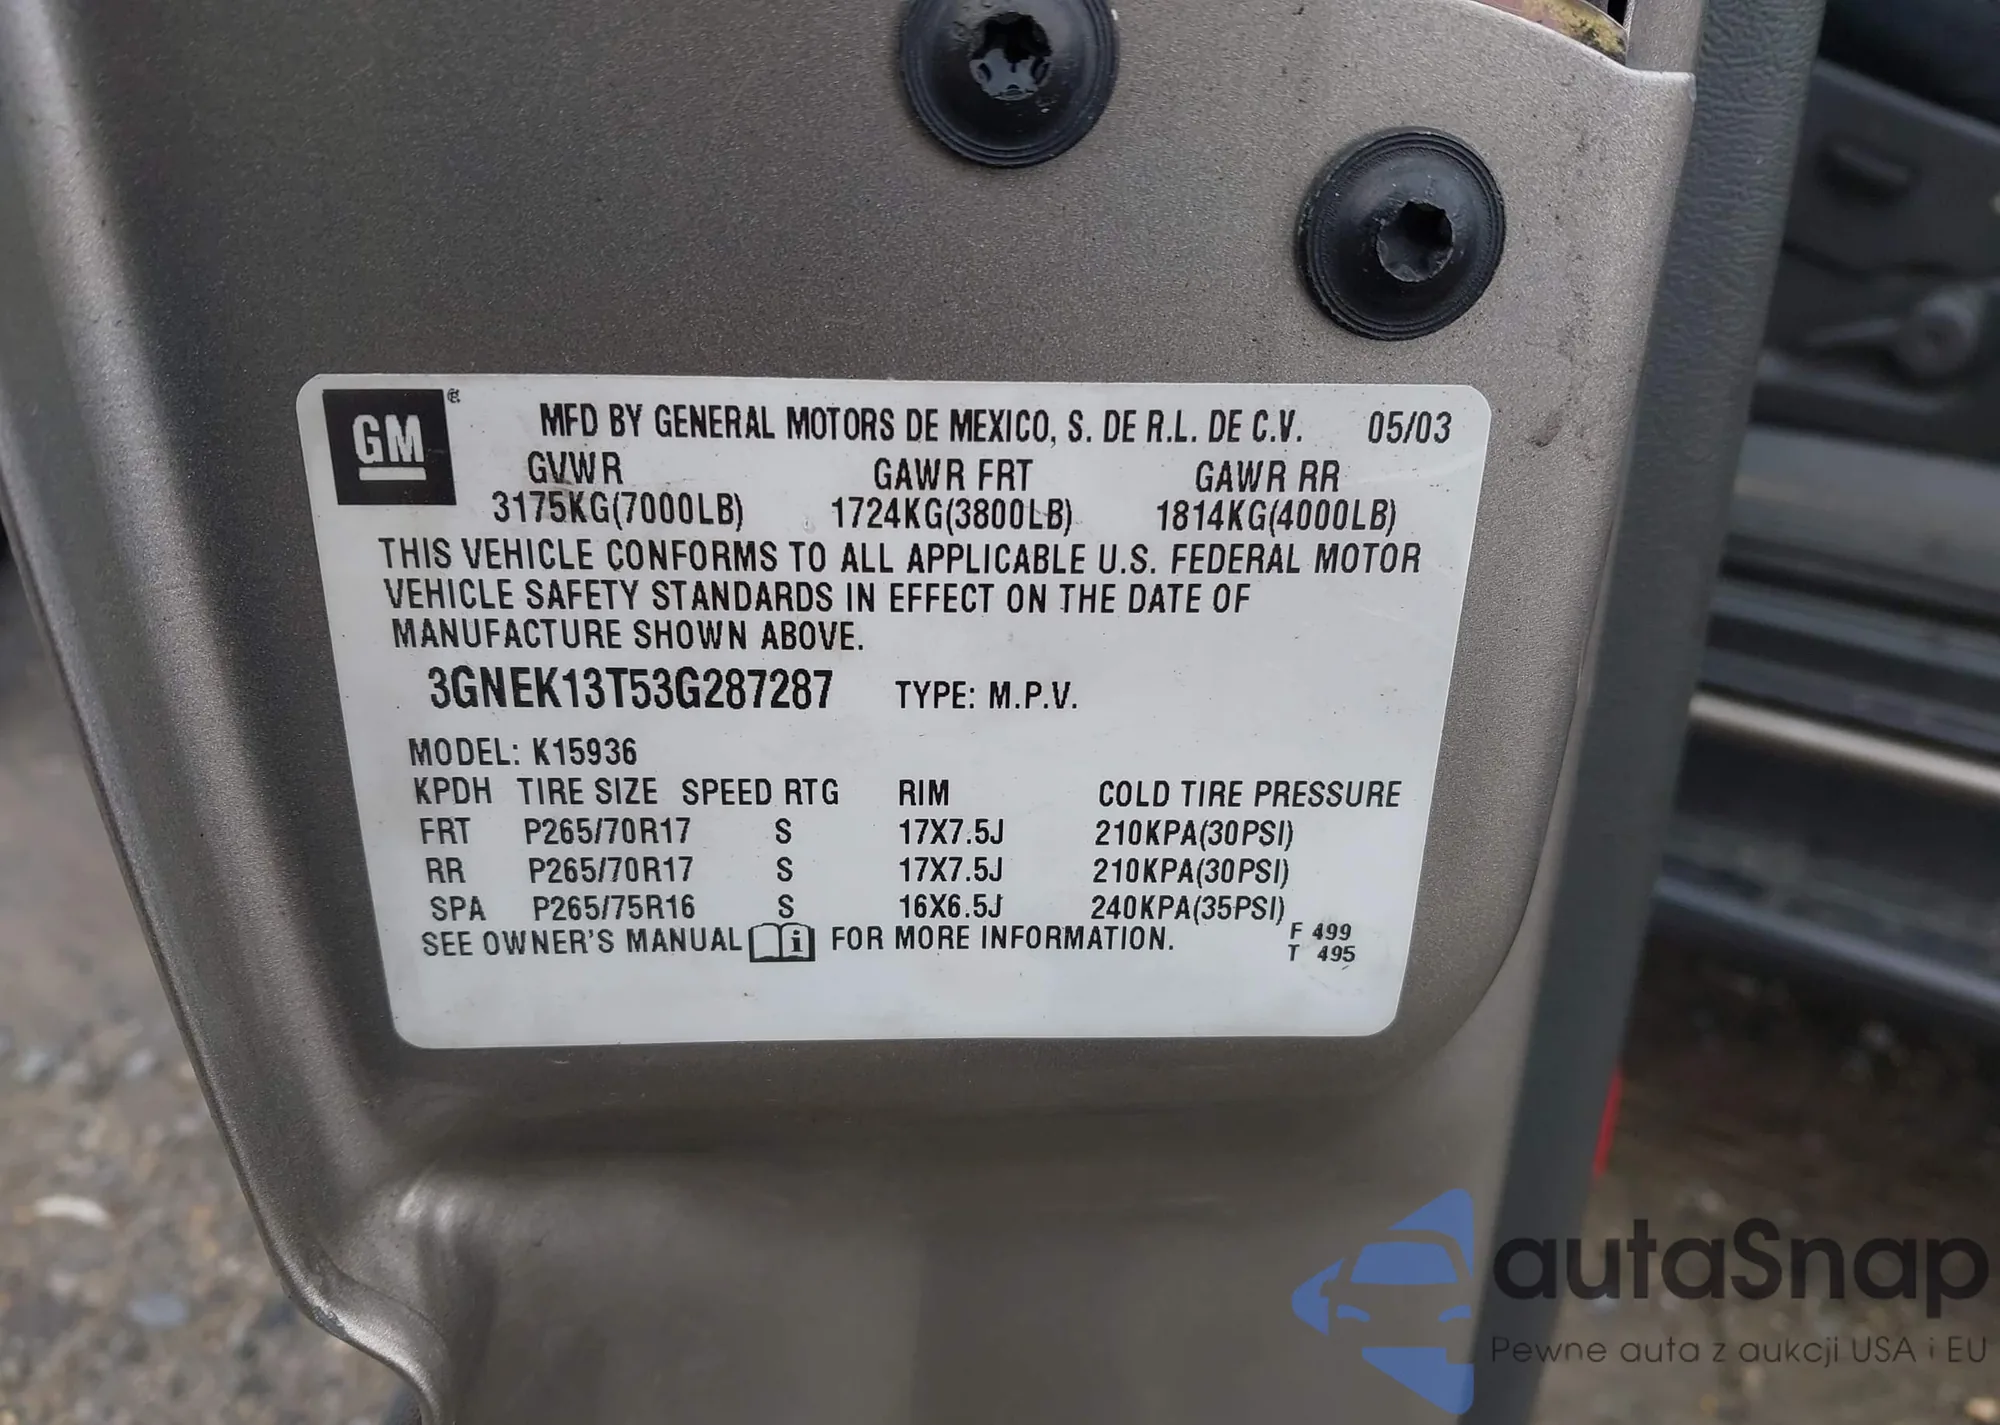 GM®
MFD BY GENERAL MOTORS DE MEXICO, S. DE R.L. DE C.V. 05/03
GVWR GAWR FRT GAWR RR
3175KG(7000LB) 1724KG(3800LB) 1814KG(4000LB)
THIS VEHICLE CONFORMS TO ALL APPLICABLE U.S. FEDERAL MOTOR
VEHICLE SAFETY STANDARDS IN EFFECT ON THE DATE OF
MANUFACTURE SHOWN ABOVE.
3GNEK13T53G287287 TYPE: M.P.V.
MODEL: K15936
KPDH TIRE SIZE SPEED RTG RIM COLD TIRE PRESSURE
FRT P265/70R17 S 17X7.5J 210KPA(30PSI)
RR P265/70R17 S 17X7.5J 210KPA(30PSI)
SPA P265/75R16 S 16X6.5J 240KPA(35PSI)
SEE OWNER'S MANUAL i FOR MORE INFORMATION.
F 499
T 495
autaSnap
Pewne auta z aukcji USA i EU